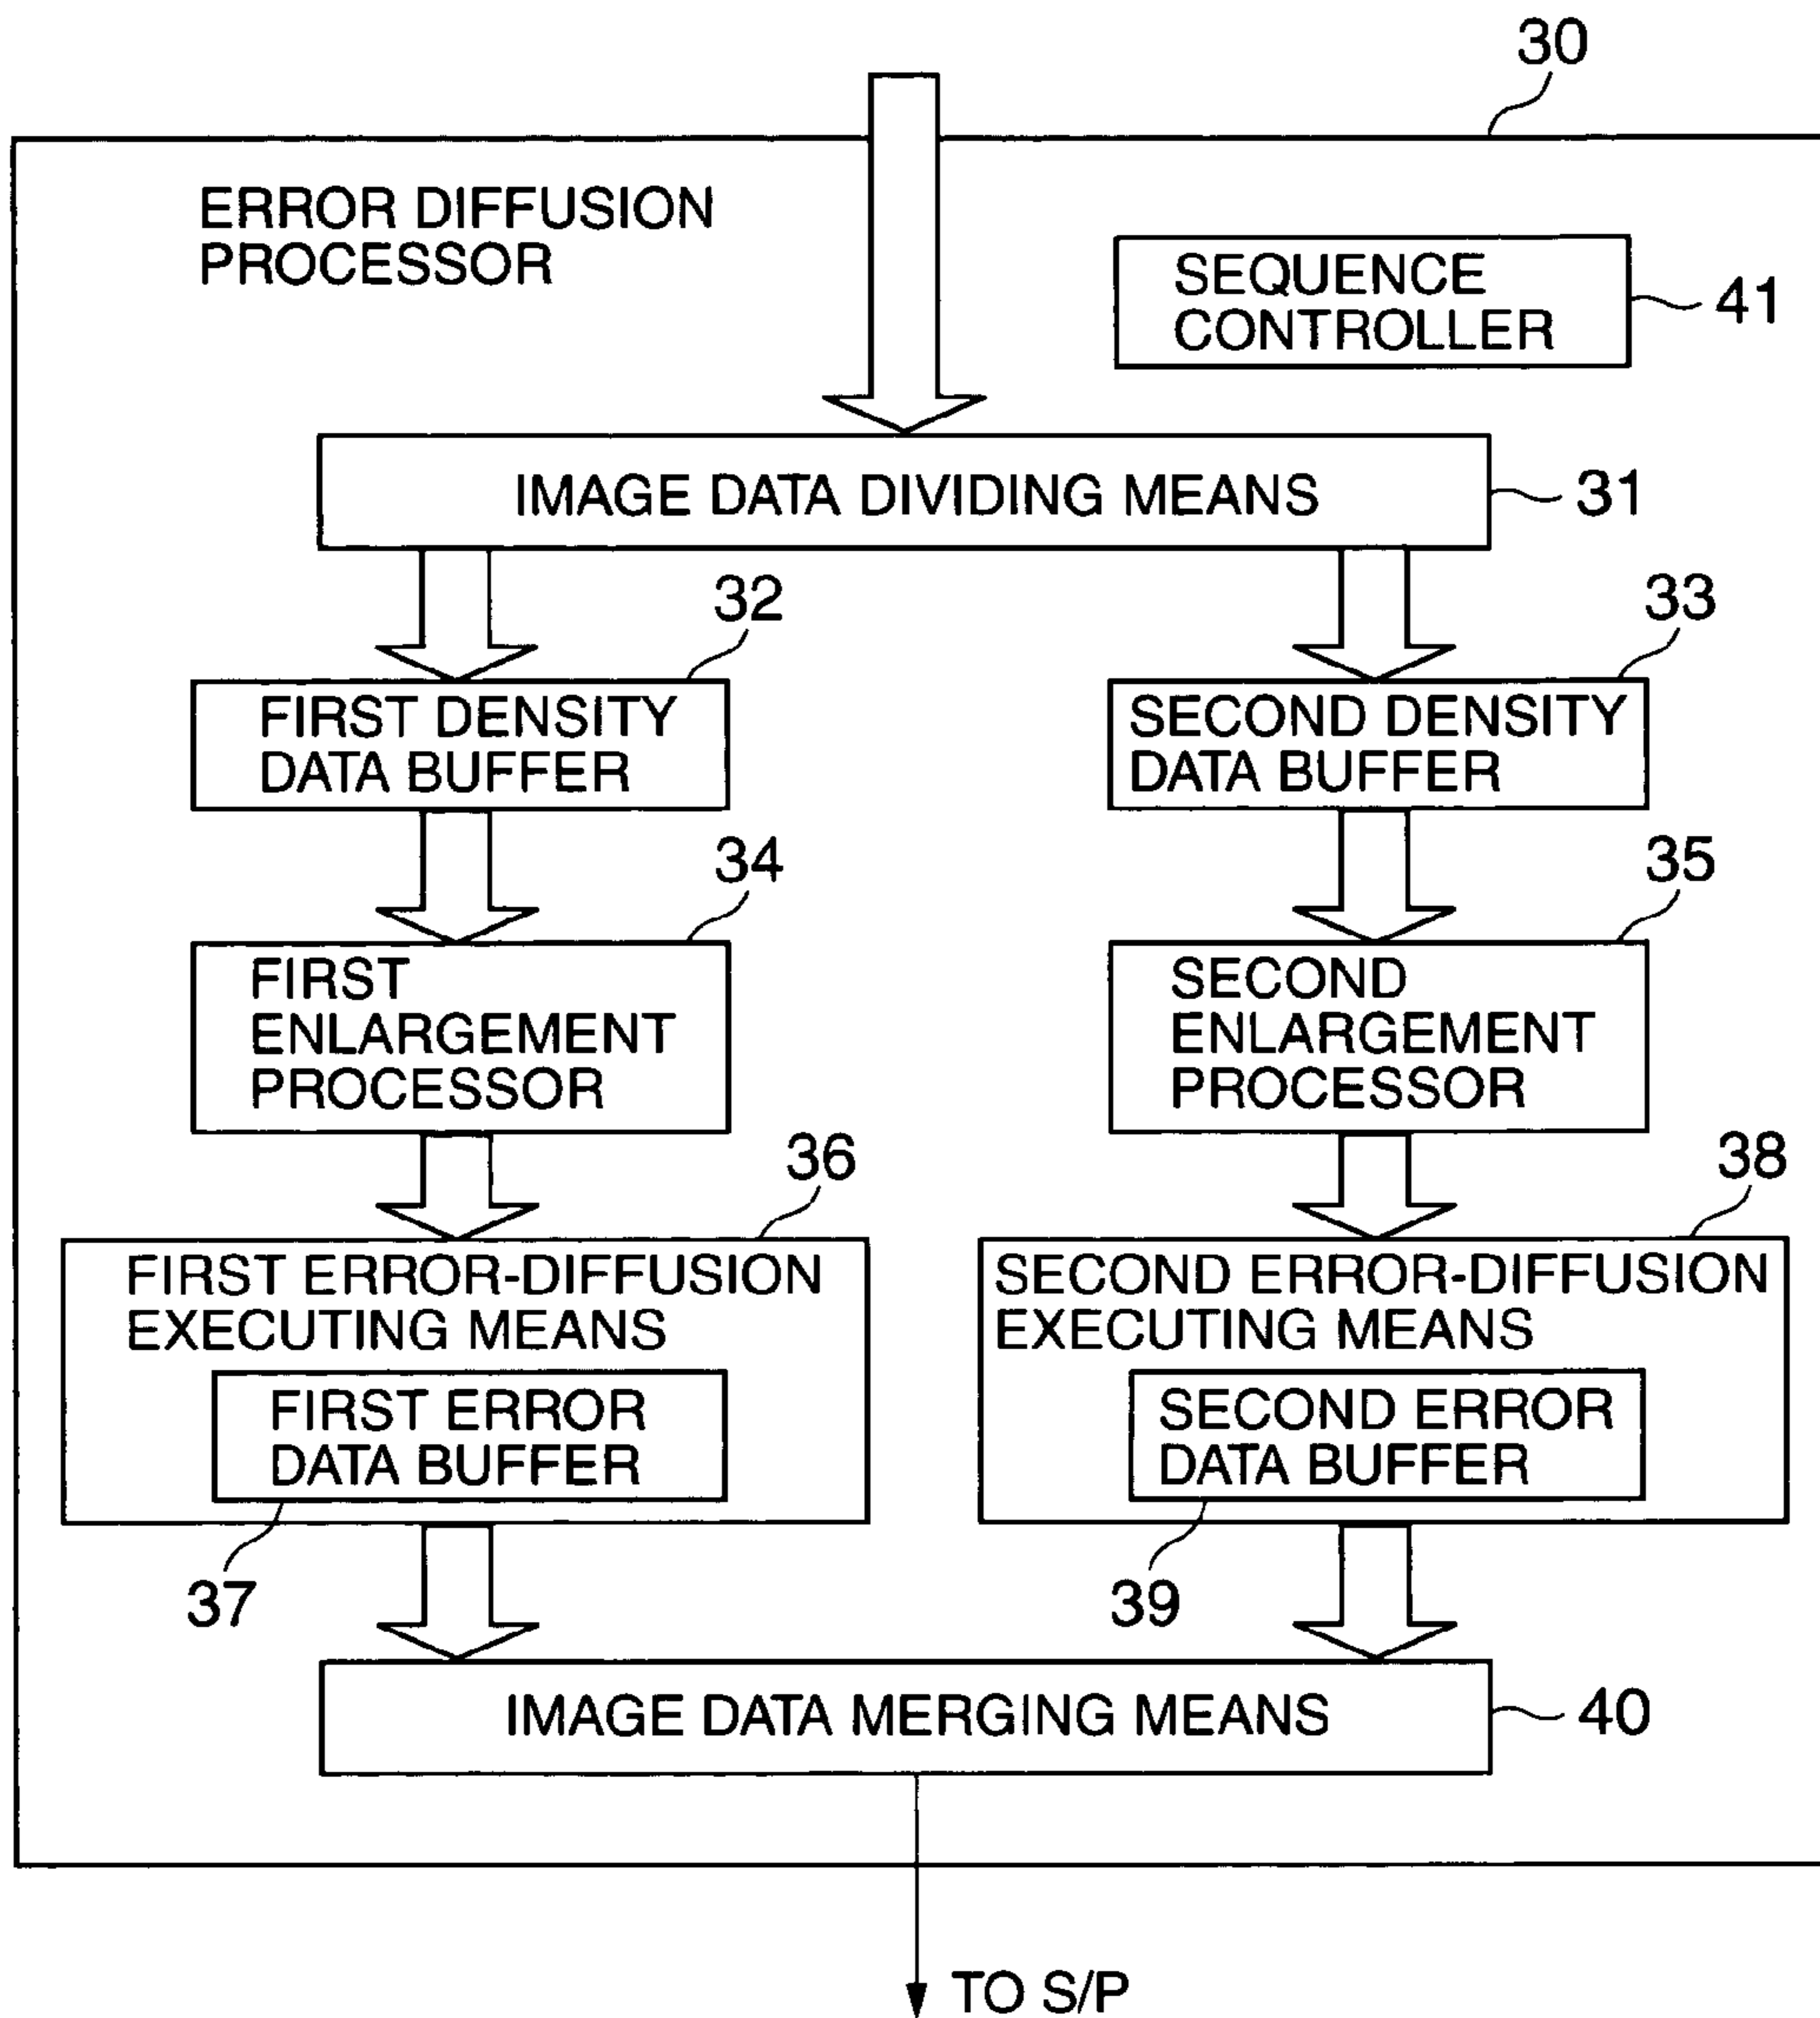 30
ERROR DIFFUSION
PROCESSOR
SEQUENCE
CONTROLLER
41
IMAGE DATA DIVIDING MEANS
31
32
33
FIRST DENSITY
DATA BUFFER
SECOND DENSITY
DATA BUFFER
34
35
FIRST
ENLARGEMENT
PROCESSOR
SECOND
ENLARGEMENT
PROCESSOR
36
38
FIRST ERROR-DIFFUSION
EXECUTING MEANS
FIRST ERROR
DATA BUFFER
SECOND ERROR-DIFFUSION
EXECUTING MEANS
SECOND ERROR
DATA BUFFER
37
39
IMAGE DATA MERGING MEANS
40
TO S/P